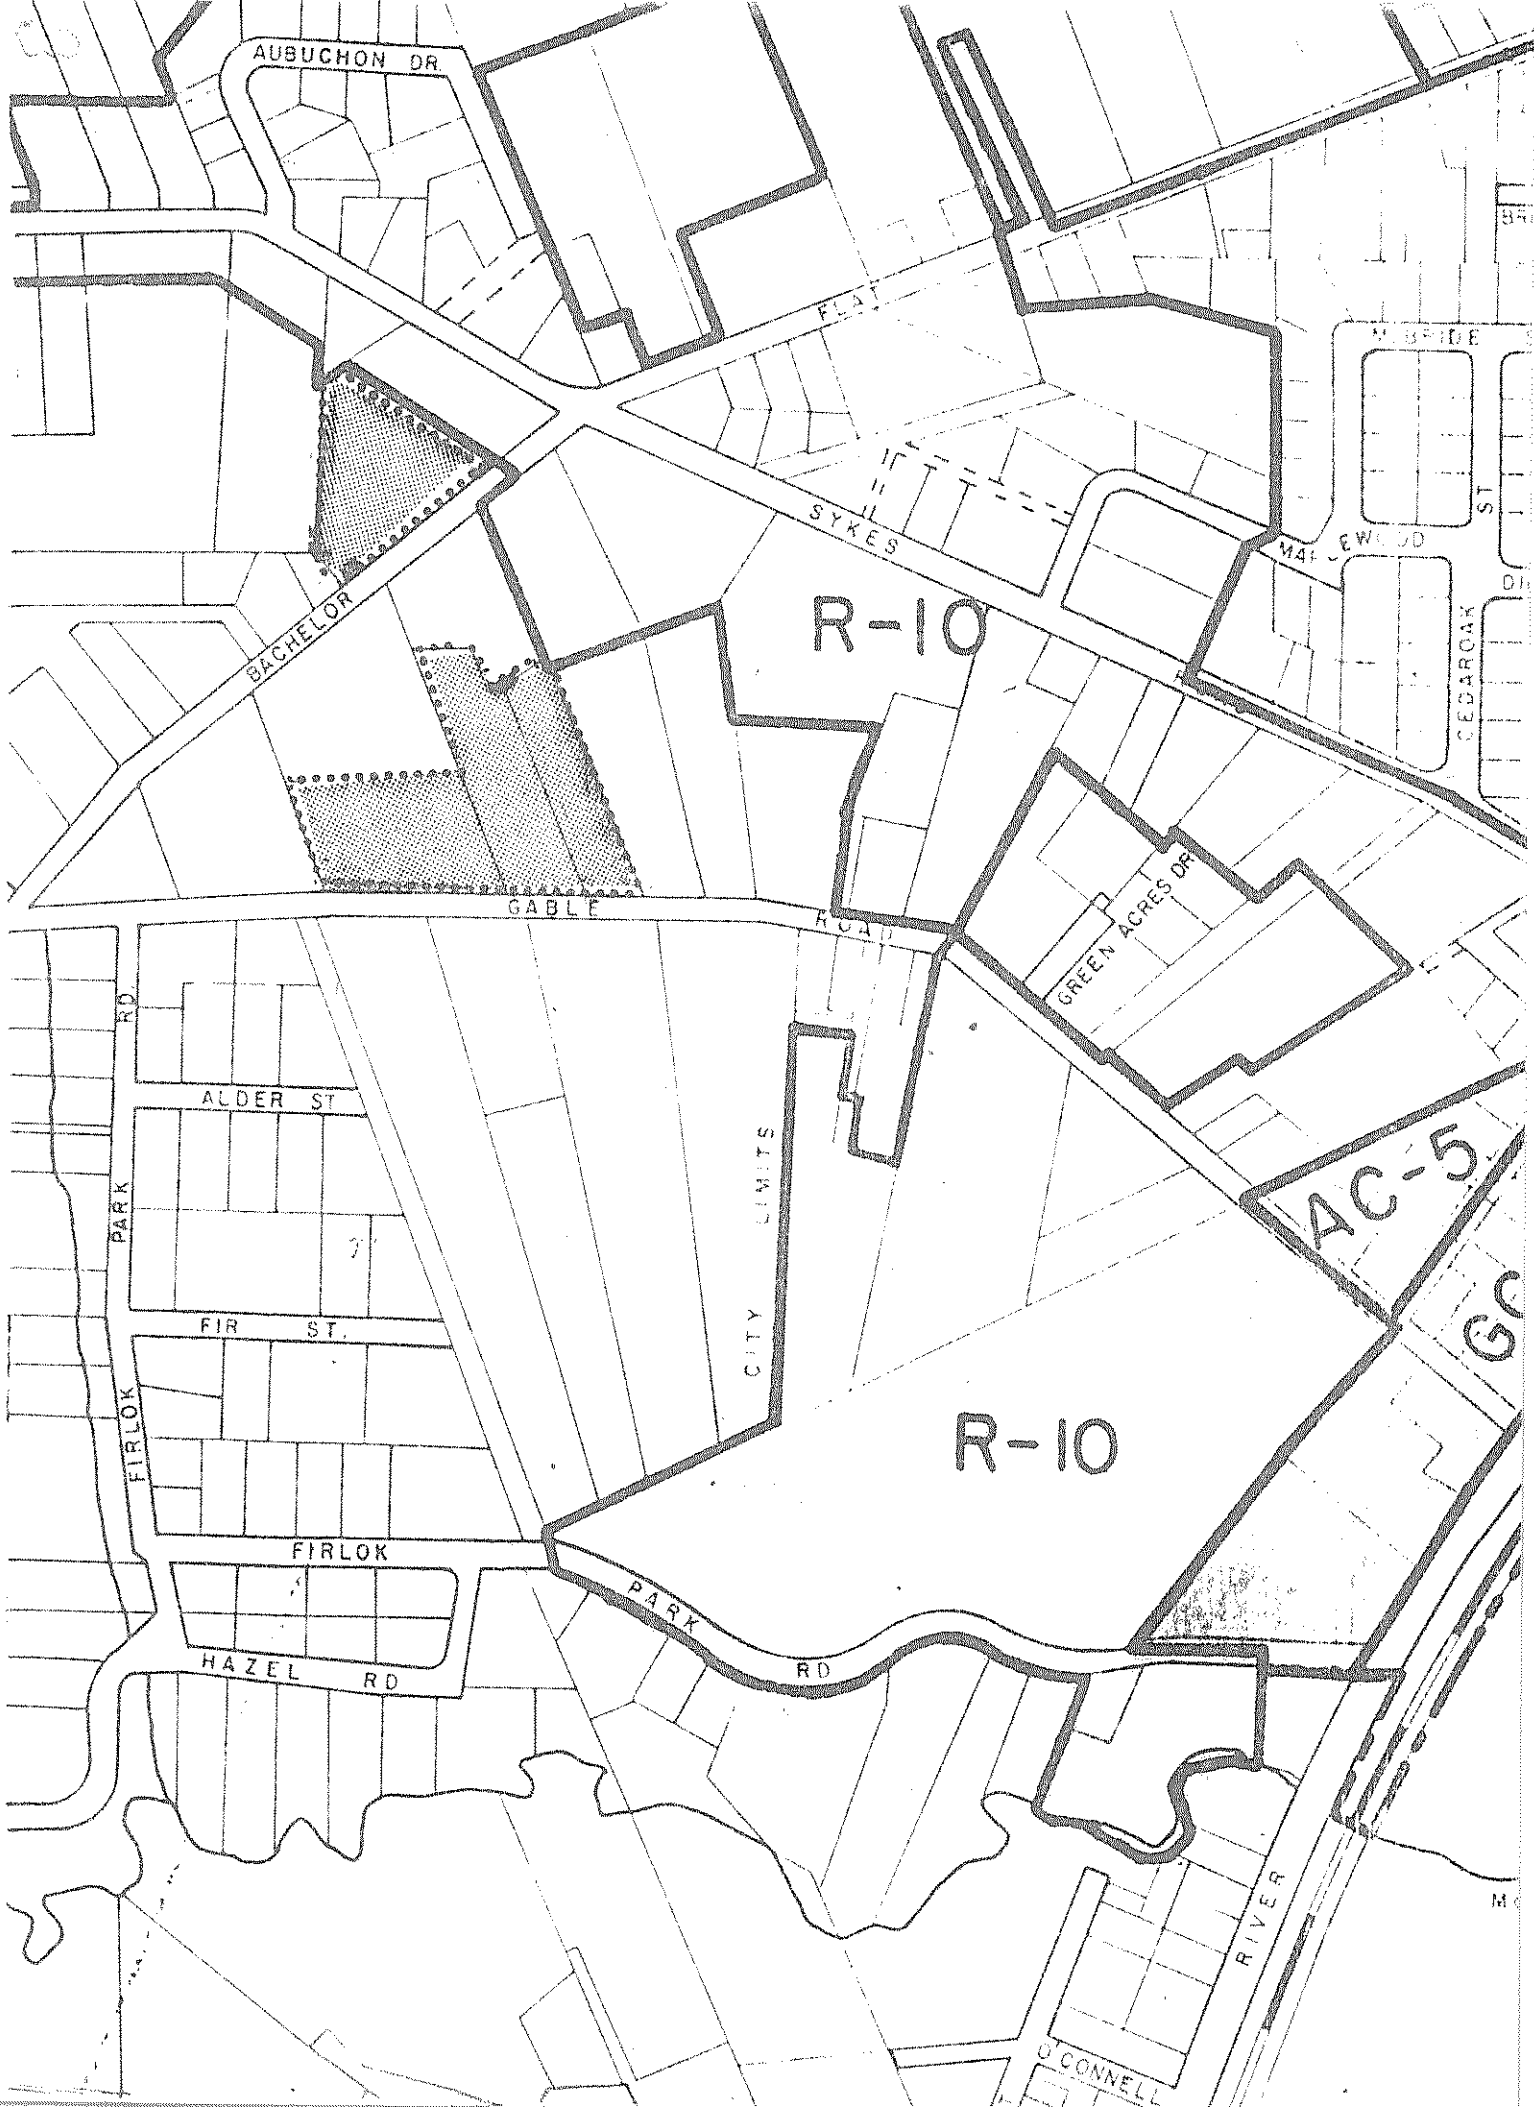 AUBUCHON DR.
FLAT
McBRIDE
ST
SYKES
MAPLEWOOD
BACHELOR
R-10
CEDAROAK
GABLE
ROAD
GREEN ACRES DR.
RD.
ALDER ST
CITY LIMITS
AC-5
PARK
FIR ST.
FIRLOK
R-10
FIRLOK
PARK
RD
HAZEL RD
RIVER
O'CONNELL